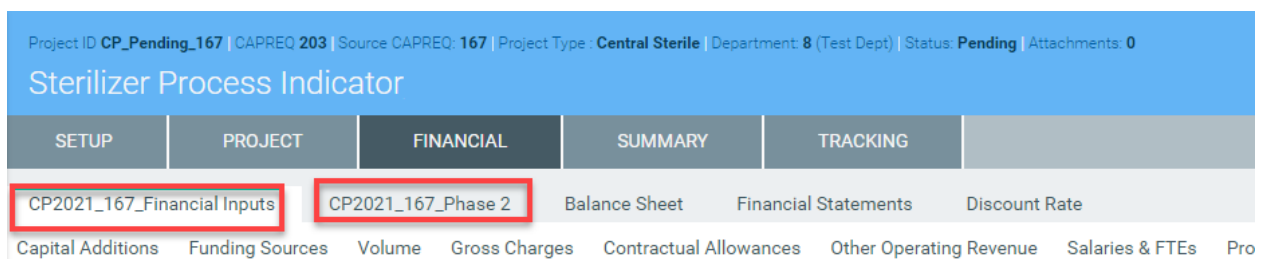 Project ID CP_Pending_167 | CAPREQ 203 | Source CAPREQ: 167 | Project Type : Central Sterile | Department: 8 (Test Dept) | Status: Pending | Attachments: 0
Sterilizer Process Indicator
SETUP PROJECT FINANCIAL SUMMARY TRACKING
CP2021_167_Financial Inputs CP2021_167_Phase 2 Balance Sheet Financial Statements Discount Rate
Capital Additions Funding Sources Volume Gross Charges Contractual Allowances Other Operating Revenue Salaries & FTEs Pro